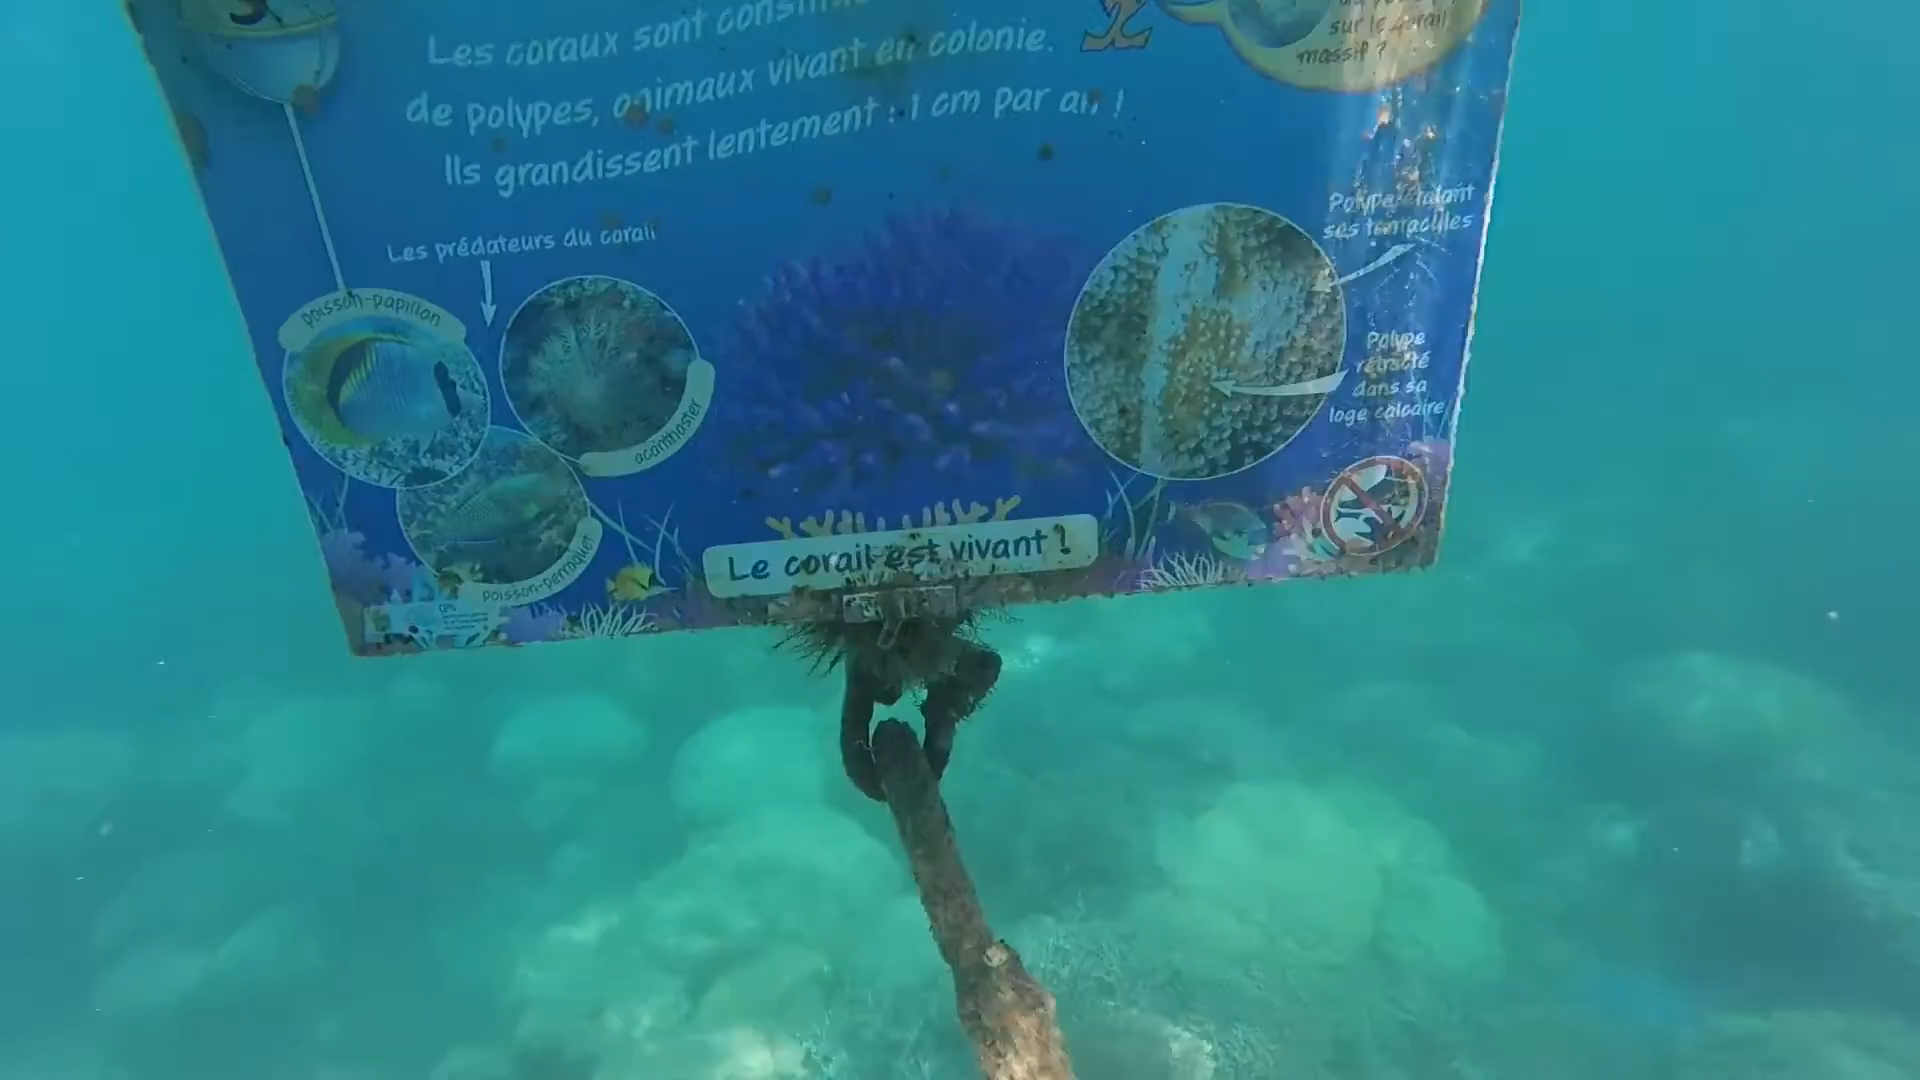 Les coraux sont
de polypes, animaux vivant en colonie.
Ils grandissent lentement : 1 cm par an !
sur le corail
massif ?
Polype étalant
ses tentacules
Les prédateurs du corail
poisson-papillon
acanthaster
poisson-perroquet
Polype
rétracté
dans sa
loge calcaire
Le corail est vivant !
CPS